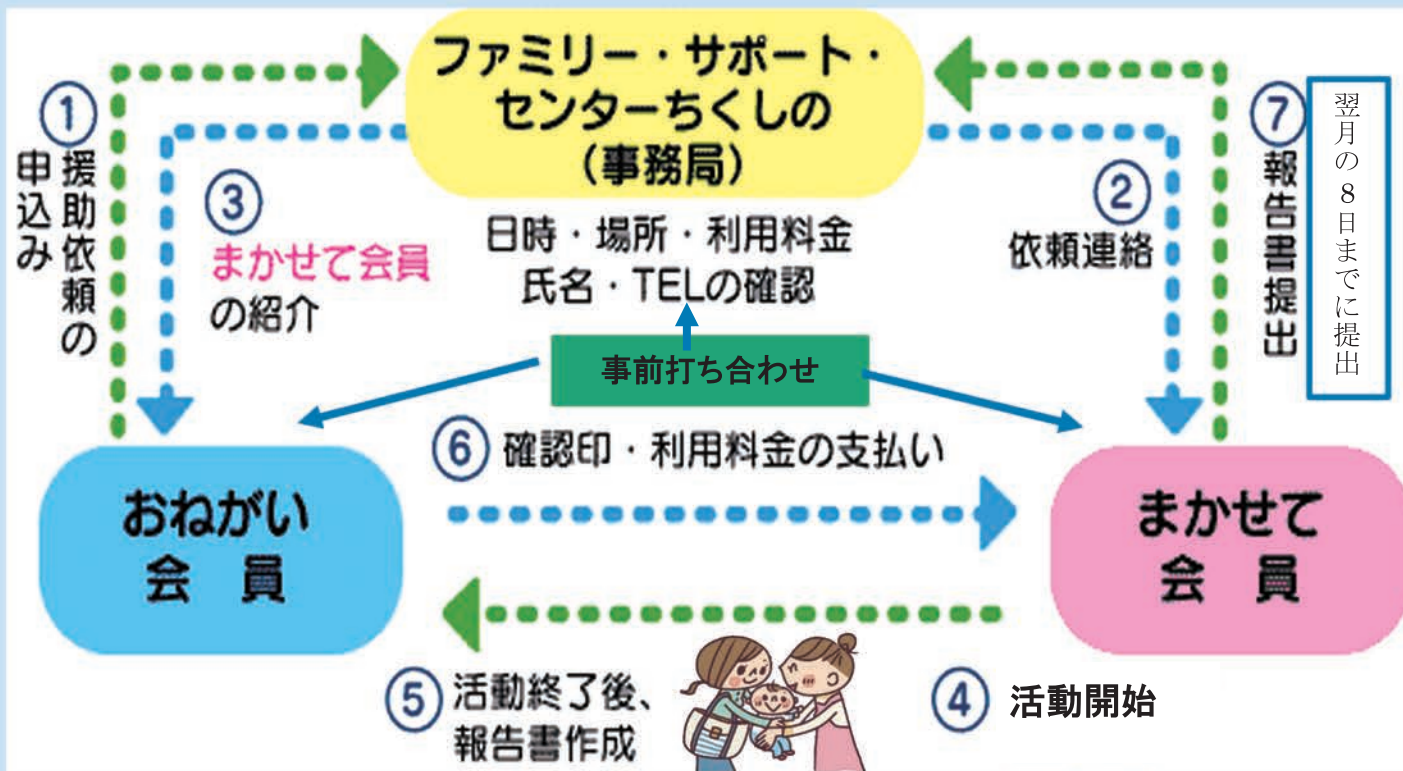 ファミリー・サポート・
センターちくしの
(事務局)
① 援助依頼の
申込み
③
まかせて会員
の紹介
日時・場所・利用料金
氏名・TELの確認
②
依頼連絡
⑦ 報告書提出
翌月の8日までに提出
事前打ち合わせ
⑥ 確認印・利用料金の支払い
おねがい
会 員
まかせて
会 員
⑤ 活動終了後、
報告書作成
④ 活動開始